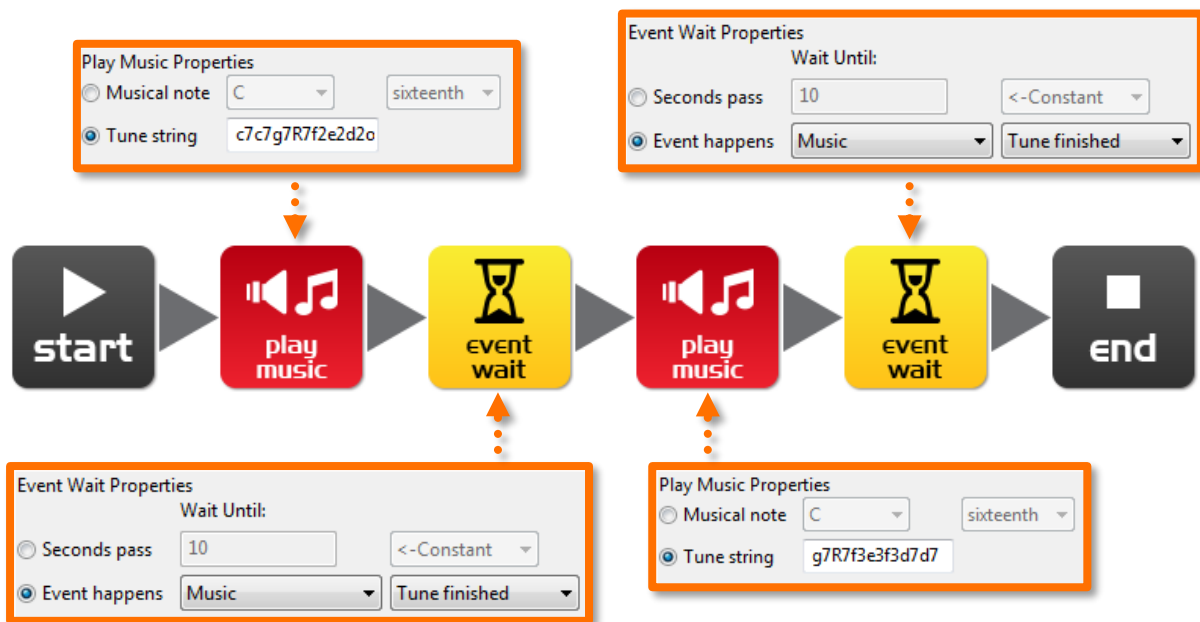 Play Music Properties
Musical note C sixteenth
Tune string c7c7g7R7f2e2d2o
Event Wait Properties
Wait Until:
Seconds pass 10 <-Constant
Event happens Music Tune finished
start
play
music
event
wait
play
music
event
wait
end
Event Wait Properties
Wait Until:
Seconds pass 10 <-Constant
Event happens Music Tune finished
Play Music Properties
Musical note C sixteenth
Tune string g7R7f3e3f3d7d7